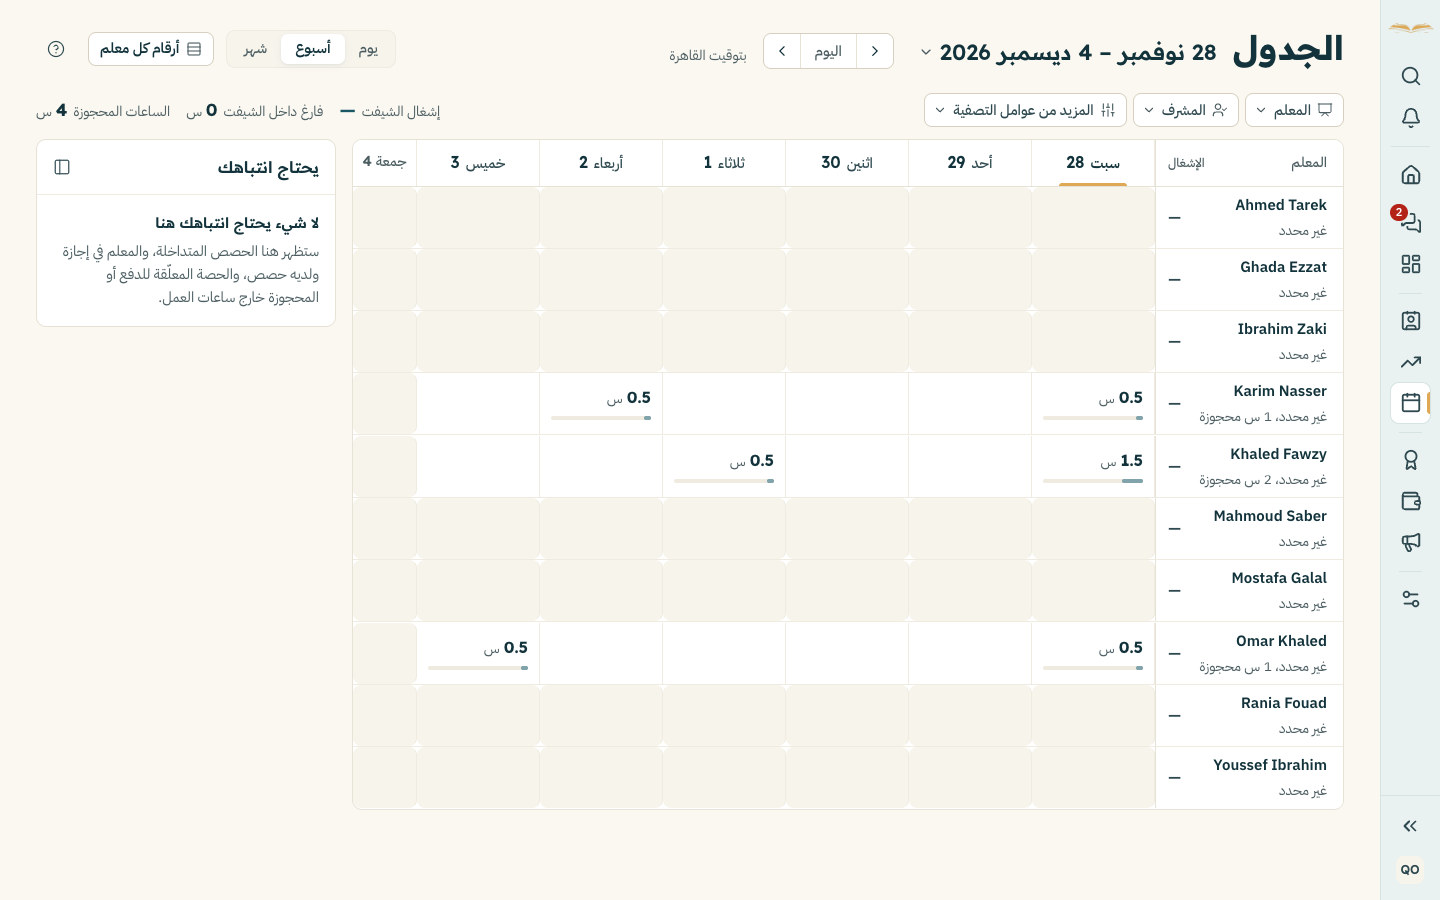 الجدول
28 نوفمبر – 4 ديسمبر 2026
اليوم
بتوقيت القاهرة
يوم
أسبوع
شهر
أرقام كل معلم
المعلم
المشرف
المزيد من عوامل التصفية
إشغال الشيفت —
فارغ داخل الشيفت 0 س
الساعات المحجوزة 4 س
المعلم
الإشغال
سبت 28
أحد 29
اثنين 30
ثلاثاء 1
أربعاء 2
خميس 3
جمعة 4
Ahmed Tarek
غير محدد
—
Ghada Ezzat
غير محدد
—
Ibrahim Zaki
غير محدد
—
Karim Nasser
غير محدد، 1 س محجوزة
—
0.5 س
0.5 س
Khaled Fawzy
غير محدد، 2 س محجوزة
—
1.5 س
0.5 س
Mahmoud Saber
غير محدد
—
Mostafa Galal
غير محدد
—
Omar Khaled
غير محدد، 1 س محجوزة
—
0.5 س
0.5 س
Rania Fouad
غير محدد
—
Youssef Ibrahim
غير محدد
—
يحتاج انتباهك
لا شيء يحتاج انتباهك هنا
ستظهر هنا الحصص المتداخلة، والمعلم في إجازة
ولديه حصص، والحصة المعلّقة للدفع أو
المحجوزة خارج ساعات العمل.
2
QO